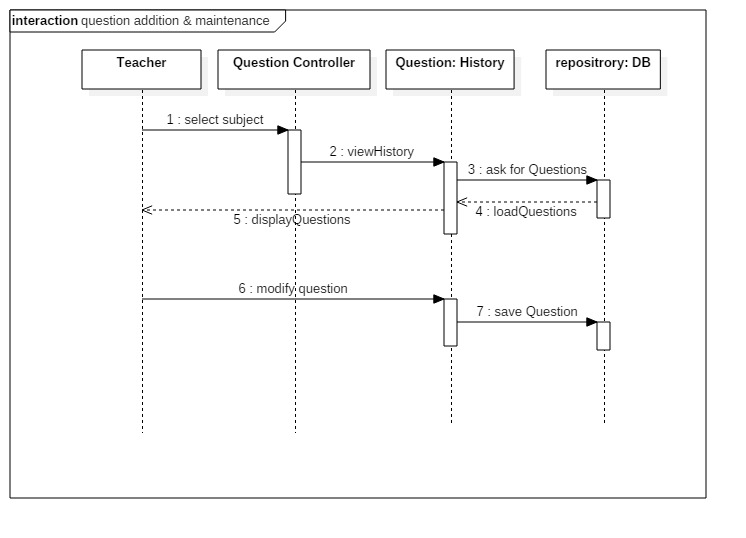 interaction question addition & maintenance
Teacher
Question Controller
Question: History
repositrory: DB
1 : select subject
2 : viewHistory
3 : ask for Questions
4 : loadQuestions
5 : displayQuestions
6 : modify question
7 : save Question